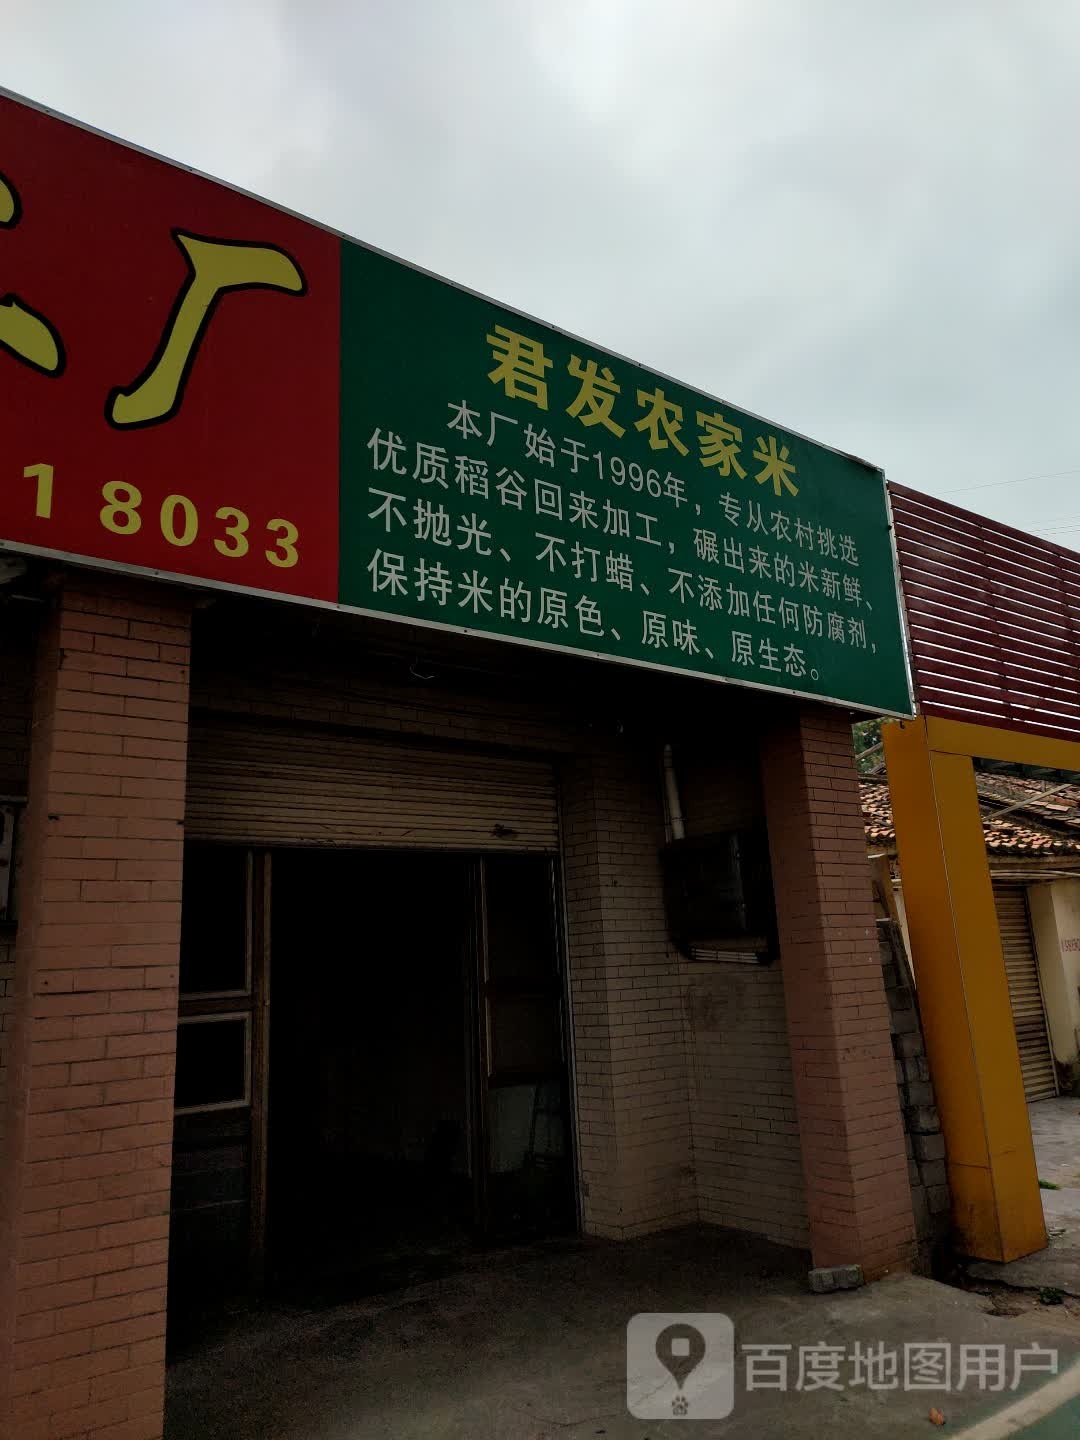 厂
18033
君发农家米
本厂始于1996年，专从农村挑选
优质稻谷回来加工，碾出来的米新鲜、
不抛光、不打蜡、不添加任何防腐剂，
保持米的原色、原味、原生态。
百度地图用户